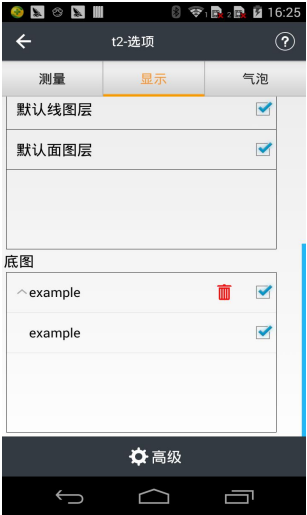 16:25
t2-选项
?
测量 显示 气泡
默认线图层
默认面图层
底图
example
example
高级